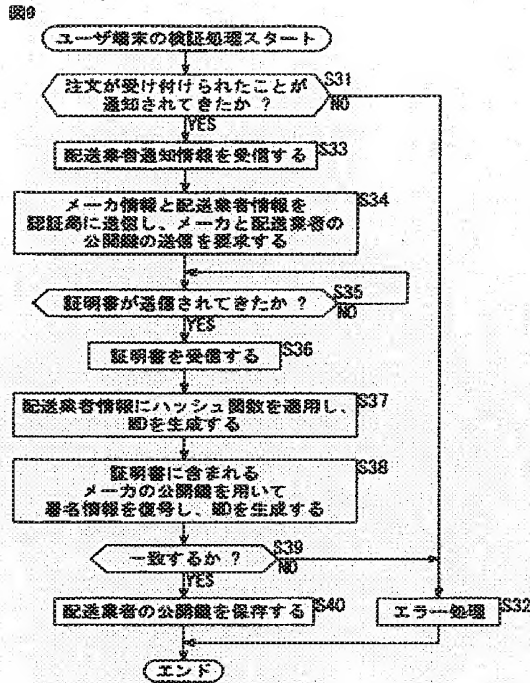 図9
ユーザ端末の検証処理スタート
注文が受け付けられたことが
通知されてきたか ?
S31
NO
YES
配送業者通知情報を受信する
S33
メーカ情報と配送業者情報を
認証局に送信し、メーカと配送業者の
公開鍵の送信を要求する
S34
証明書が送信されてきたか ?
S35
NO
YES
証明書を受信する
S36
配送業者情報にハッシュ関数を適用し、
MDを生成する
S37
証明書に含まれる
メーカの公開鍵を用いて
署名情報を復号し、MDを生成する
S38
一致するか ?
S39
NO
YES
配送業者の公開鍵を保存する
S40
エラー処理
S32
エンド